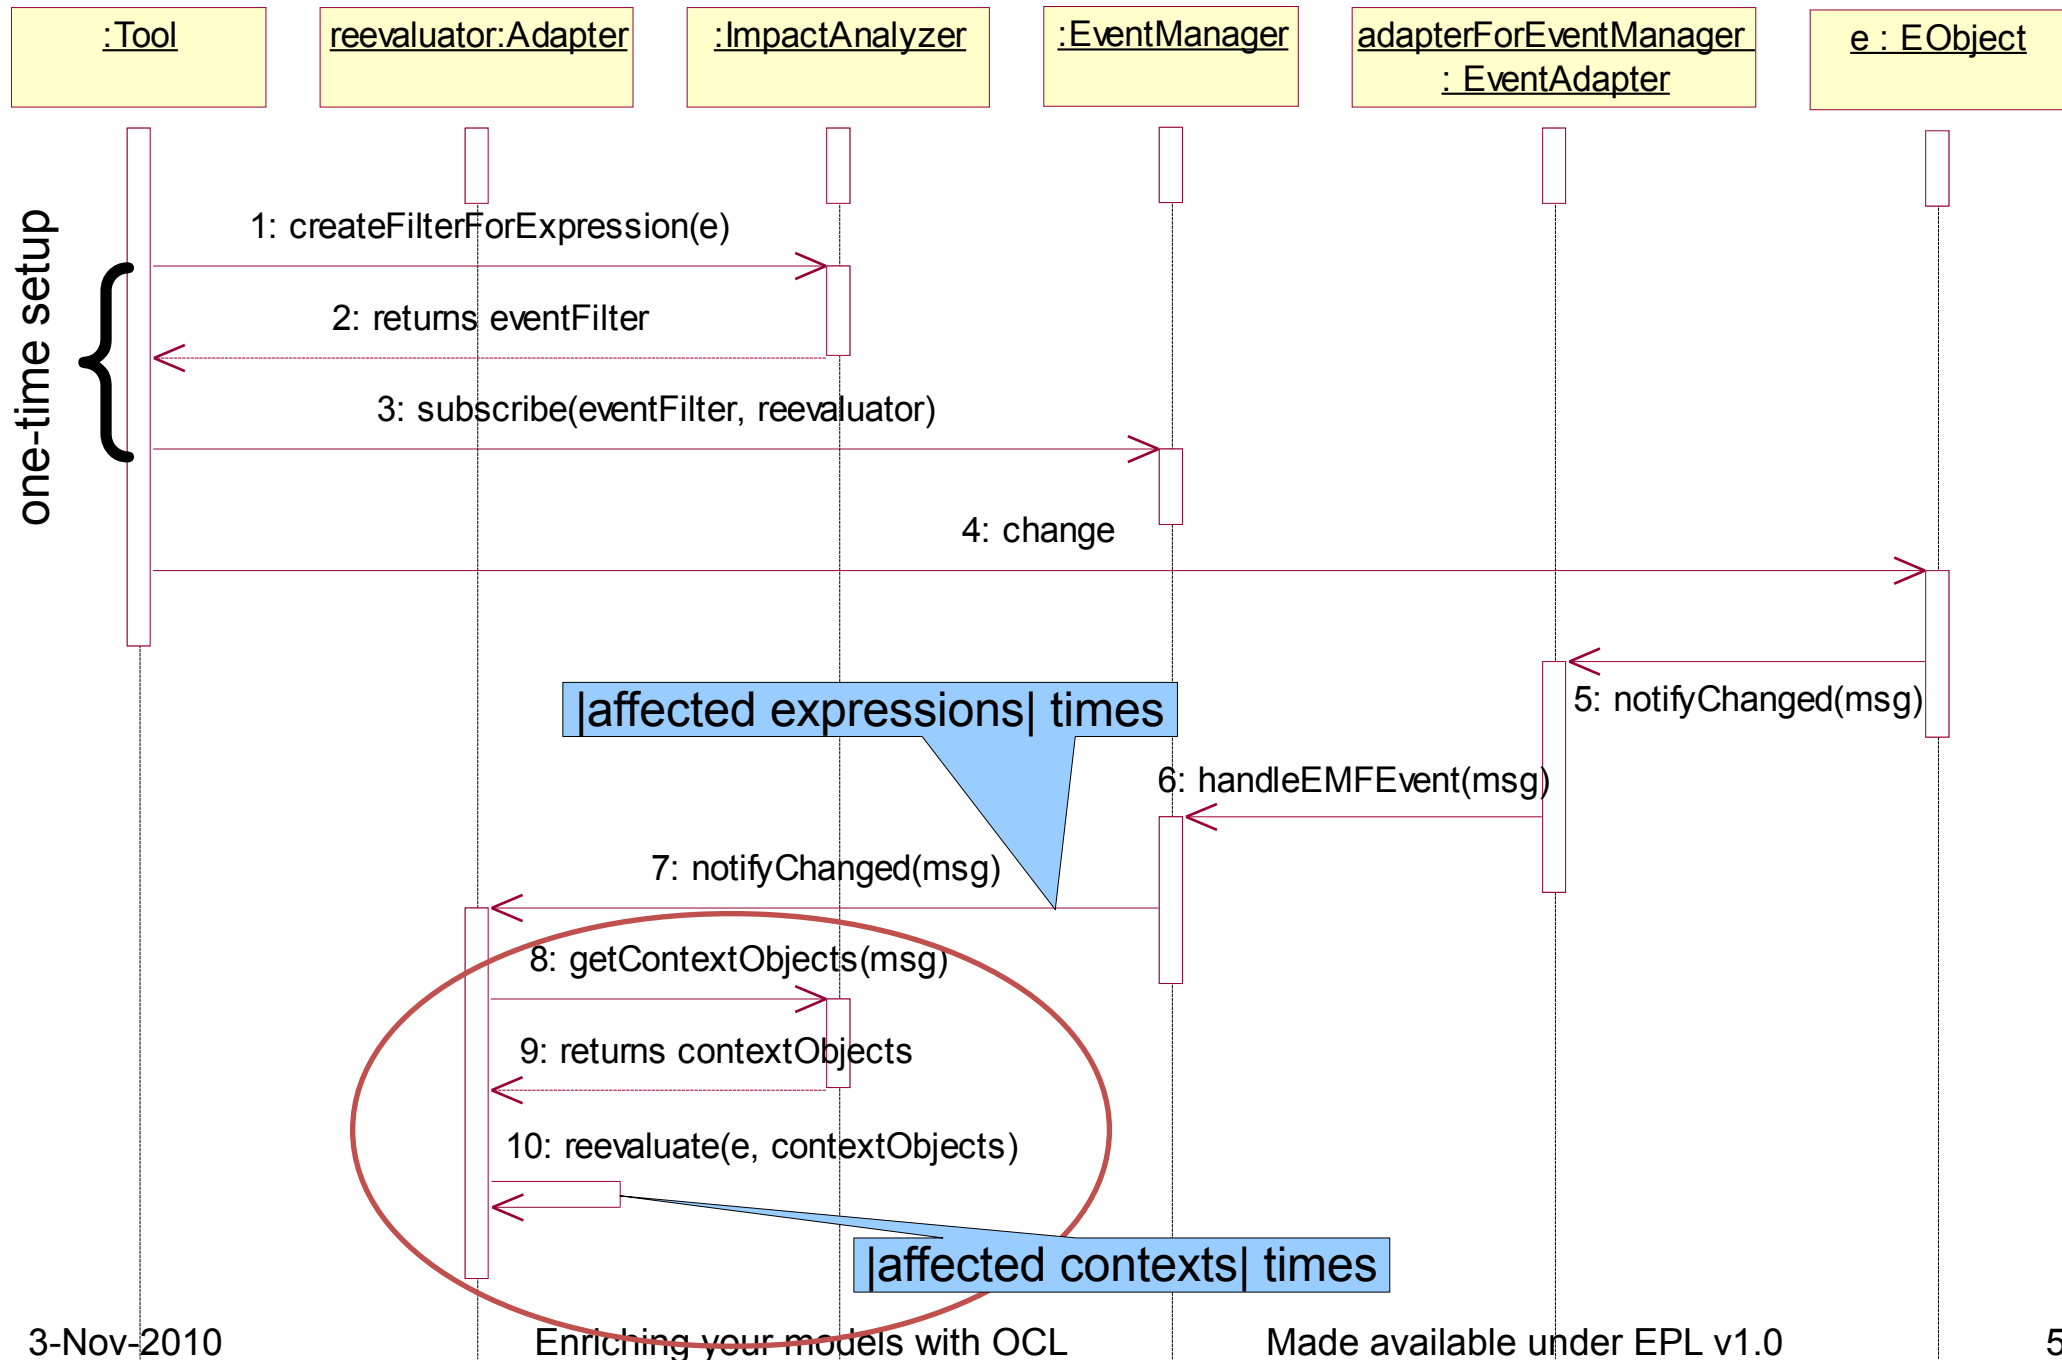 :Tool
reevaluator:Adapter
:ImpactAnalyzer
:EventManager
adapterForEventManager
: EventAdapter
e : EObject
one-time setup
1: createFilterForExpression(e)
2: returns eventFilter
3: subscribe(eventFilter, reevaluator)
4: change
5: notifyChanged(msg)
|affected expressions| times
6: handleEMFEvent(msg)
7: notifyChanged(msg)
8: getContextObjects(msg)
9: returns contextObjects
10: reevaluate(e, contextObjects)
|affected contexts| times
3-Nov-2010
Enriching your models with OCL
Made available under EPL v1.0
5